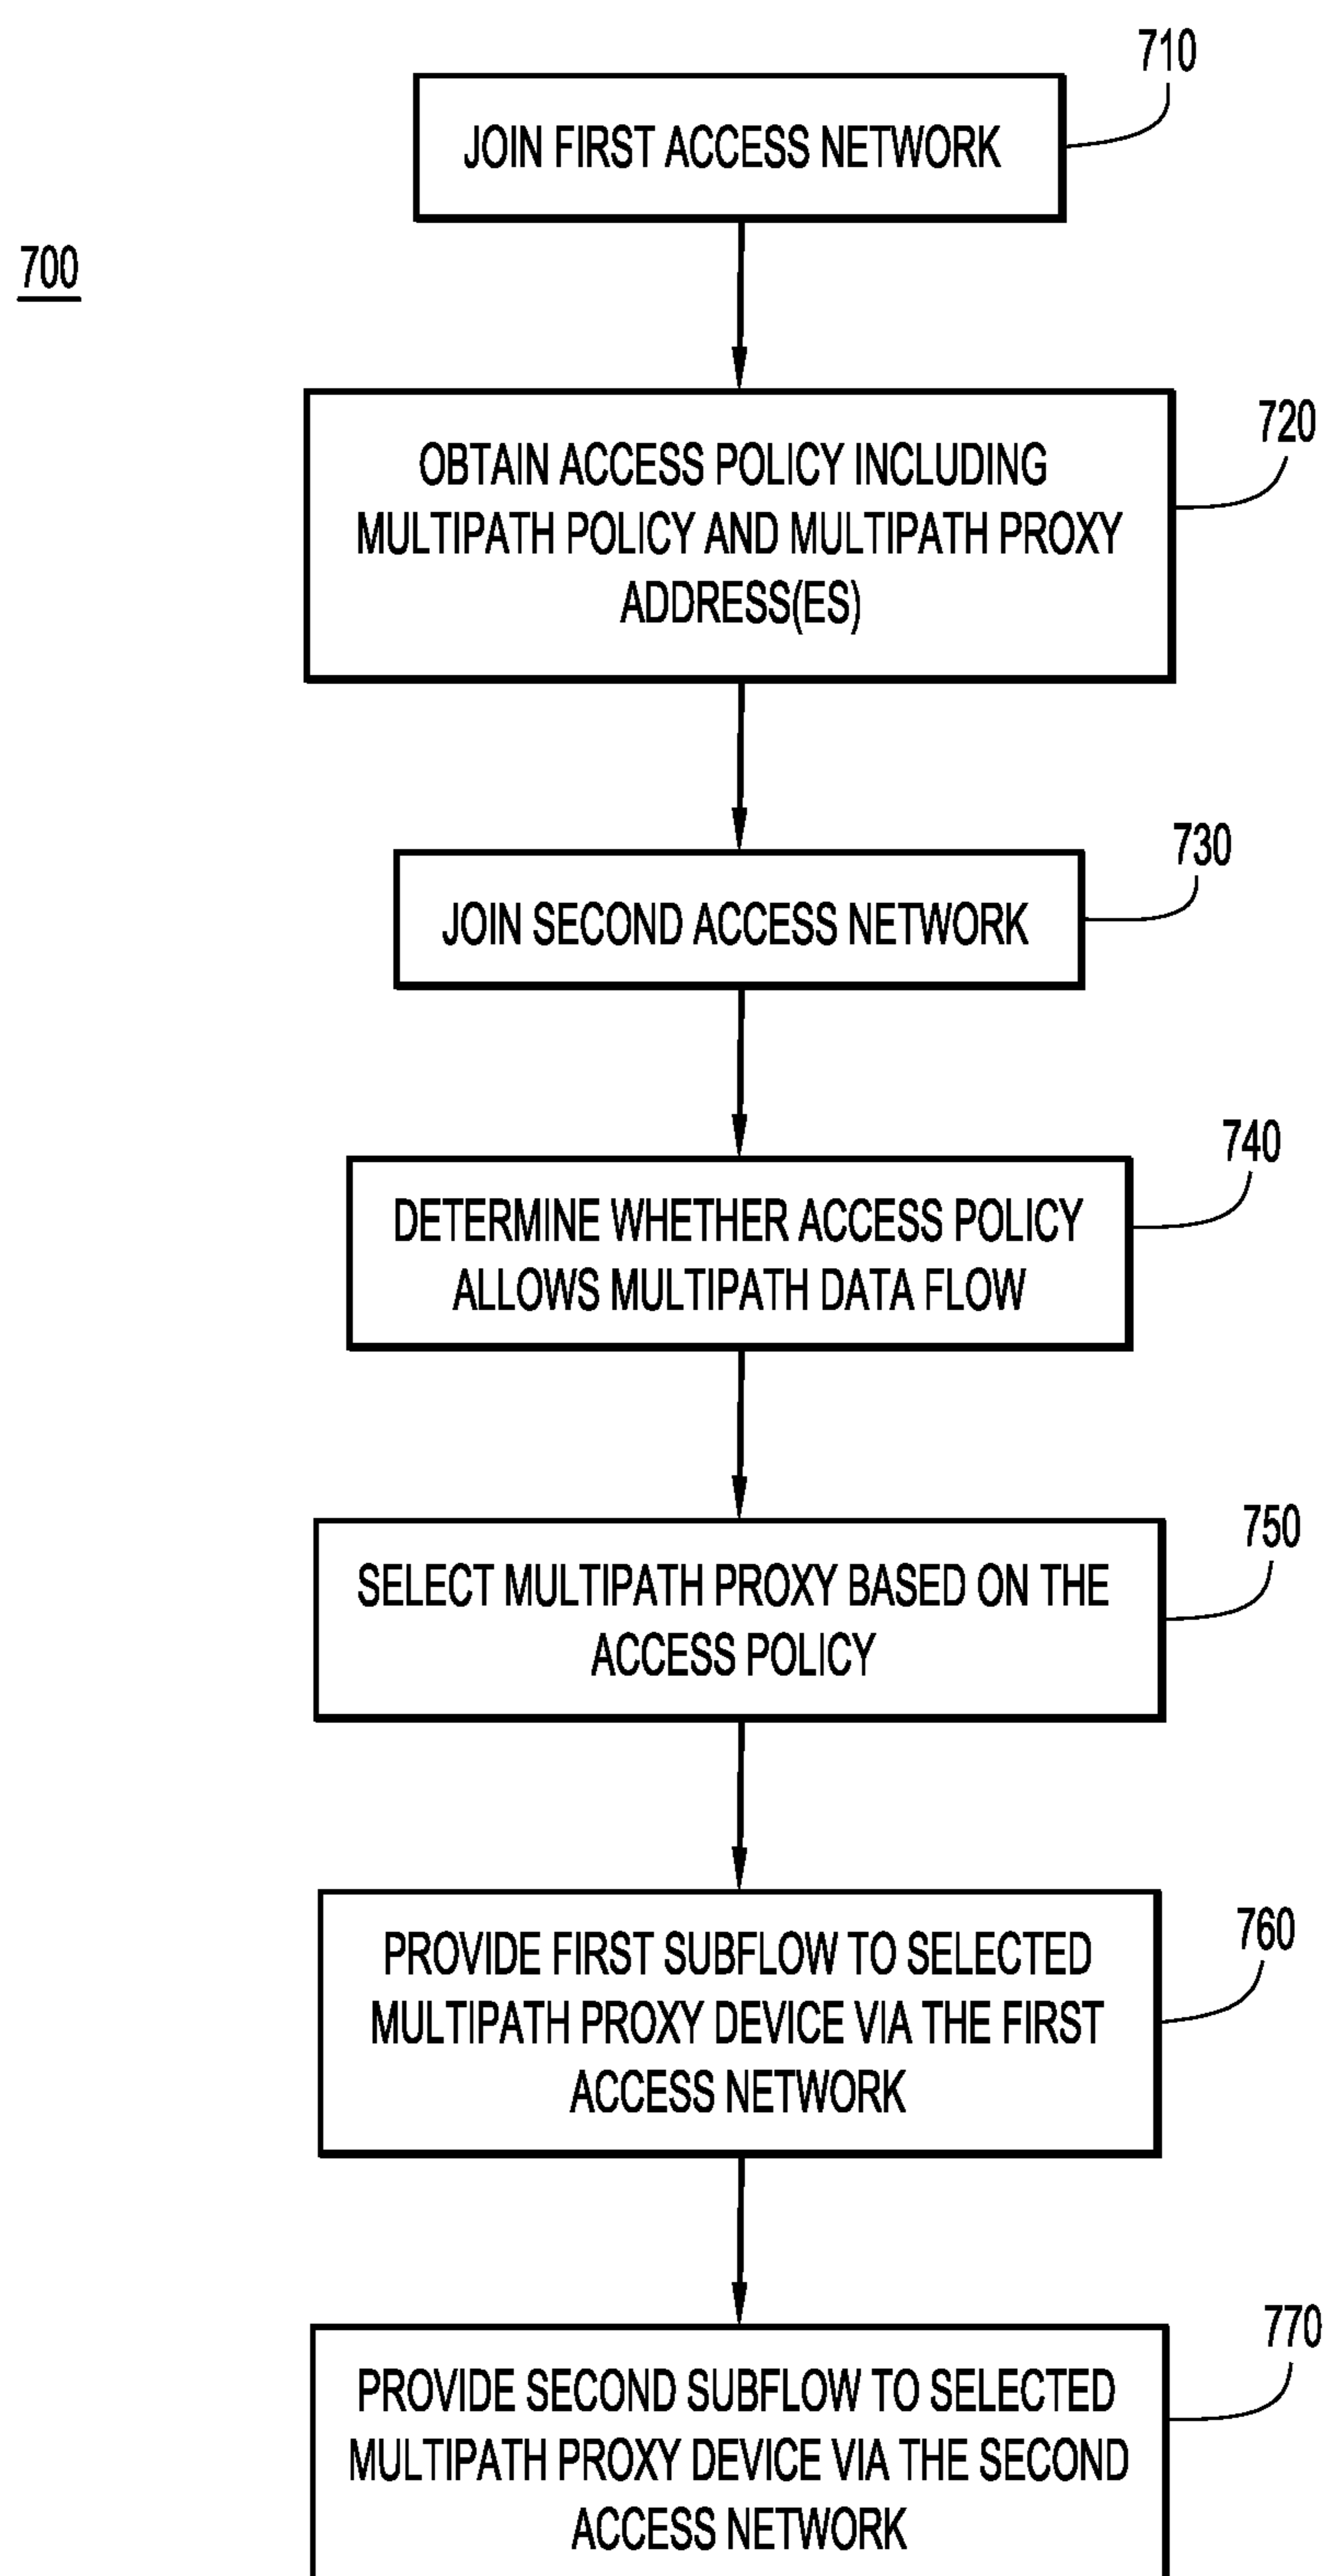 710
JOIN FIRST ACCESS NETWORK
700
720
OBTAIN ACCESS POLICY INCLUDING
MULTIPATH POLICY AND MULTIPATH PROXY
ADDRESS(ES)
730
JOIN SECOND ACCESS NETWORK
740
DETERMINE WHETHER ACCESS POLICY
ALLOWS MULTIPATH DATA FLOW
750
SELECT MULTIPATH PROXY BASED ON THE
ACCESS POLICY
760
PROVIDE FIRST SUBFLOW TO SELECTED
MULTIPATH PROXY DEVICE VIA THE FIRST
ACCESS NETWORK
770
PROVIDE SECOND SUBFLOW TO SELECTED
MULTIPATH PROXY DEVICE VIA THE SECOND
ACCESS NETWORK